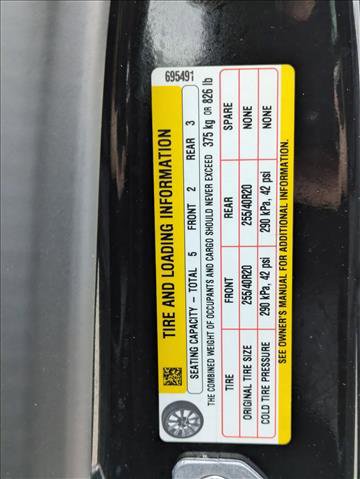 695491
TIRE AND LOADING INFORMATION
SEATING CAPACITY - TOTAL 5 FRONT 2 REAR 3
THE COMBINED WEIGHT OF OCCUPANTS AND CARGO SHOULD NEVER EXCEED 375 kg OR 826 lb
TIRE FRONT REAR SPARE
ORIGINAL TIRE SIZE 255/40R20 255/40R20 NONE
COLD TIRE PRESSURE 290 kPa, 42 psi 290 kPa, 42 psi NONE
SEE OWNER'S MANUAL FOR ADDITIONAL INFORMATION.